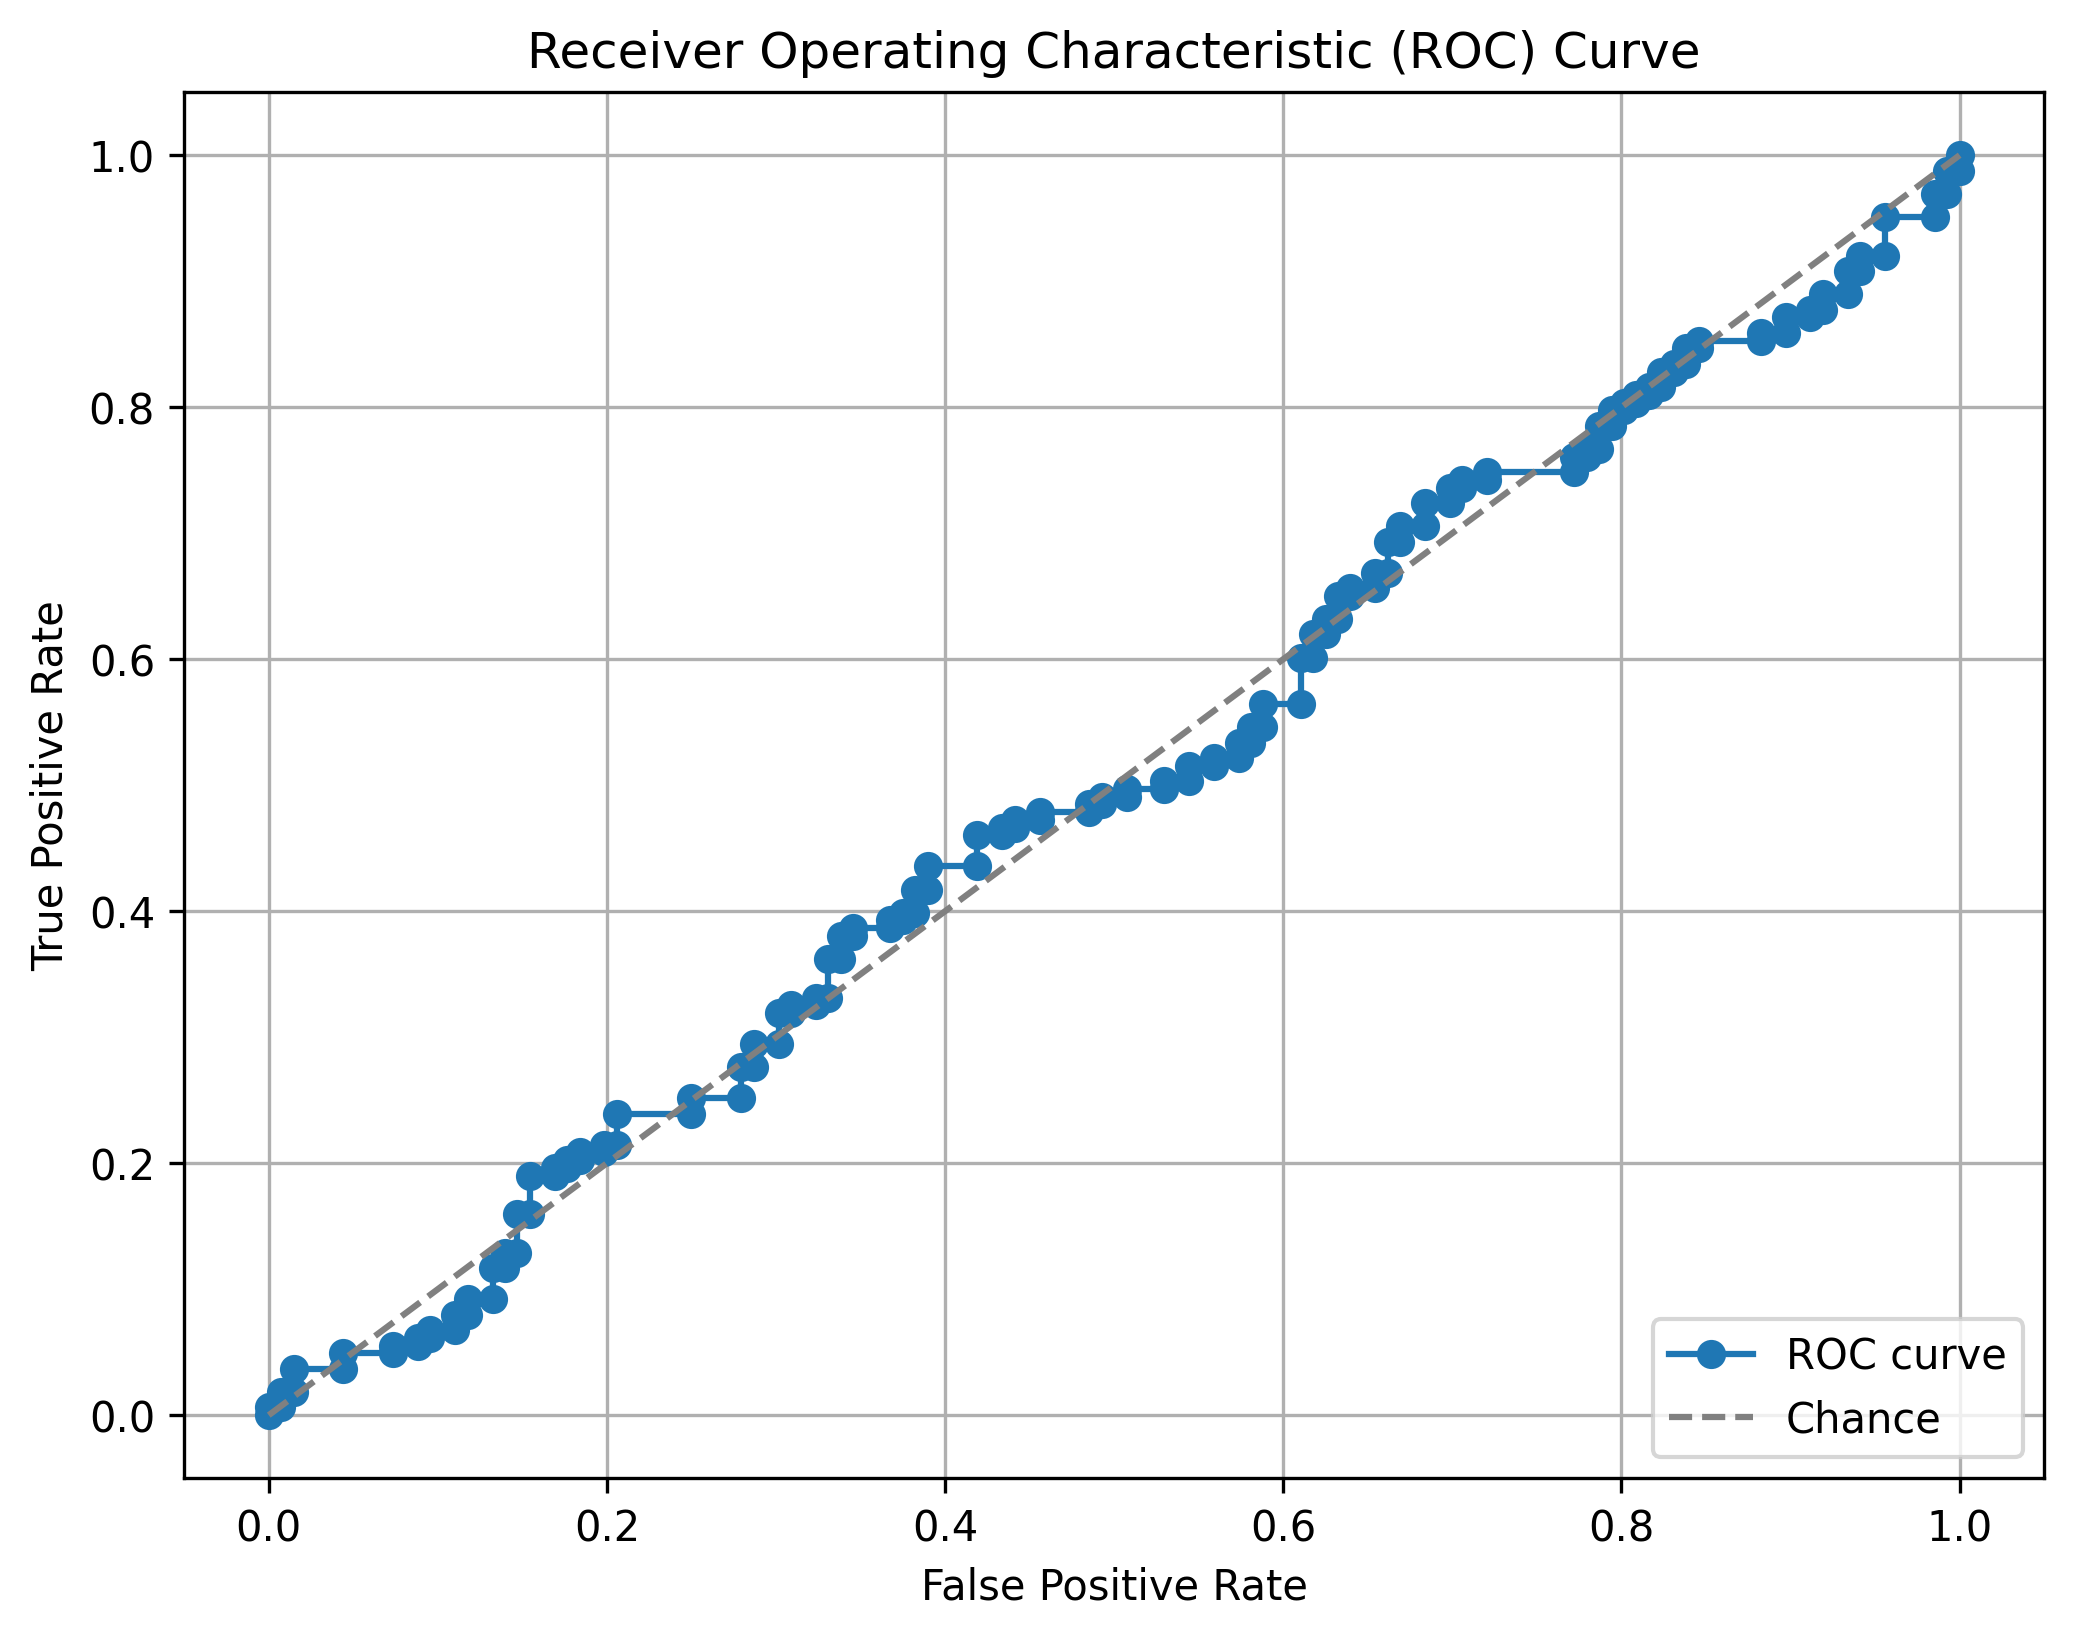 Receiver Operating Characteristic (ROC) Curve
1.0
0.8
0.6
0.4
0.2
0.0
True Positive Rate
0.0 0.2 0.4 0.6 0.8 1.0
False Positive Rate
ROC curve
Chance